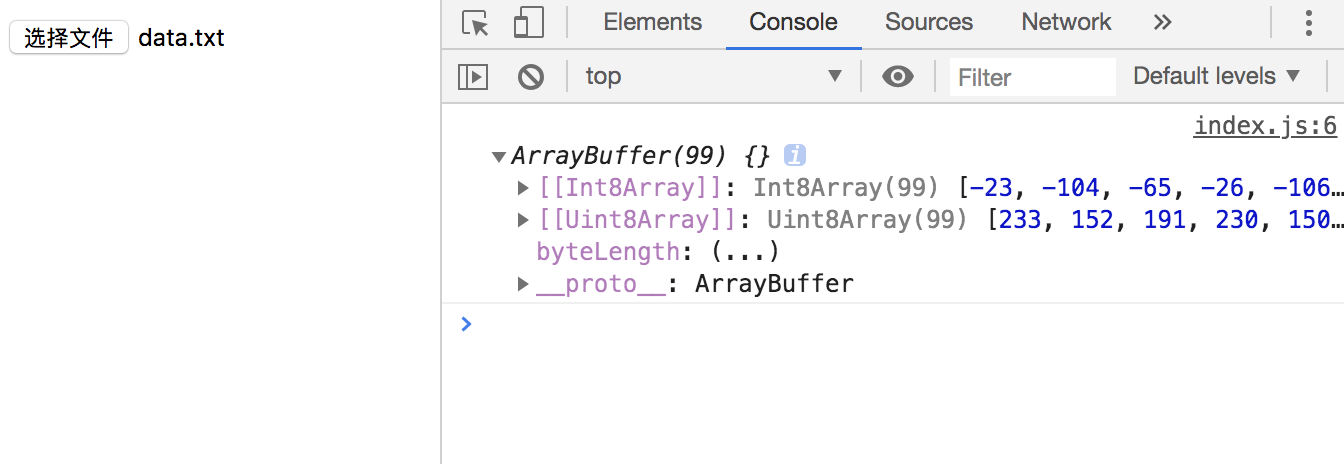 选择文件 data.txt
Elements Console Sources Network
top Filter Default levels
index.js:6
ArrayBuffer(99) {} i
[[Int8Array]]: Int8Array(99) [-23, -104, -65, -26, -106…
[[Uint8Array]]: Uint8Array(99) [233, 152, 191, 230, 150…
byteLength: (...)
__proto__: ArrayBuffer